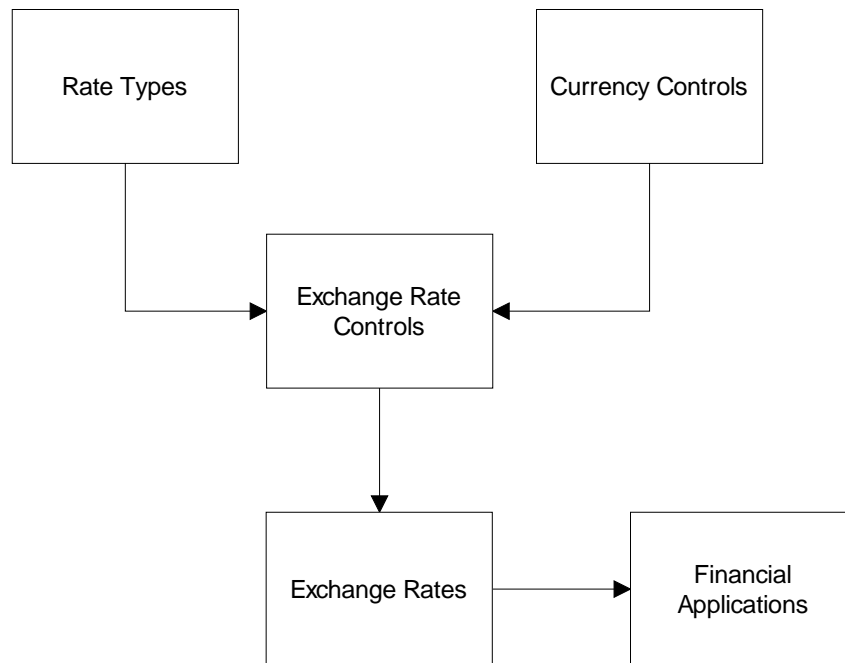 Rate Types
Currency Controls
Exchange Rate
Controls
Exchange Rates
Financial
Applications